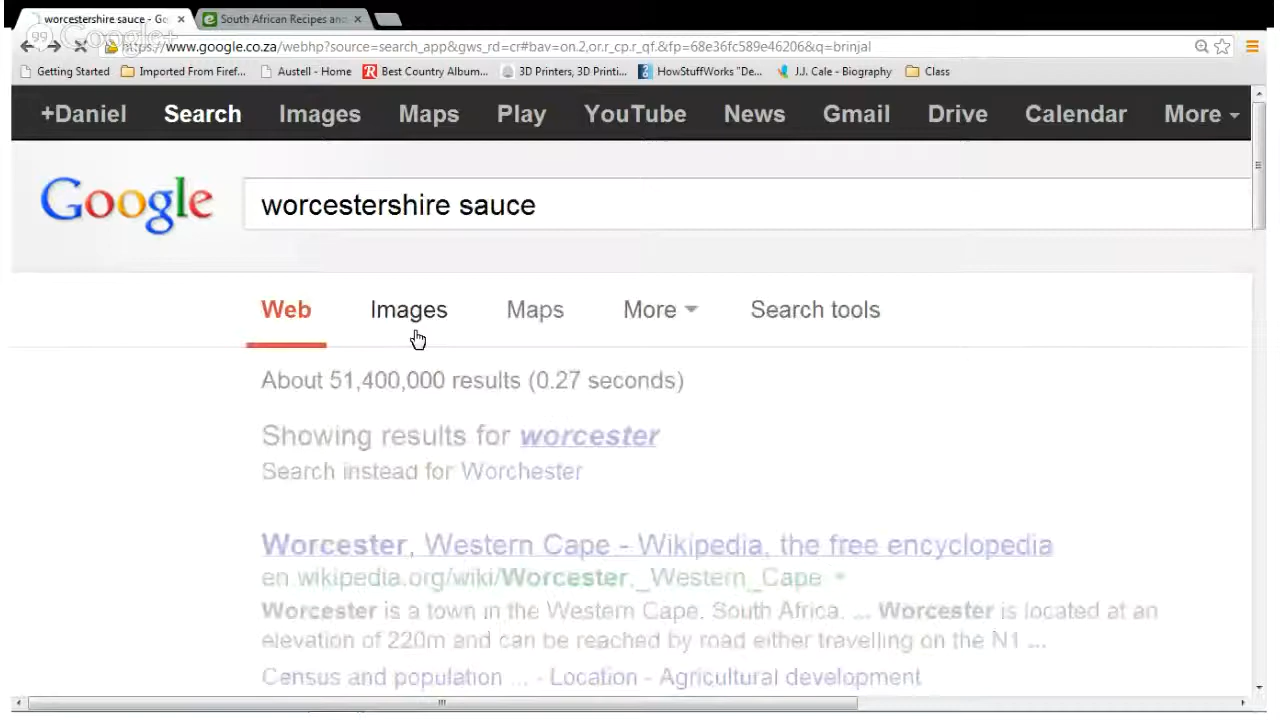 worcestershire sauce - Go
South African Recipes an
99 Google+
https://www.google.co.za/webhp?source=search_app&gws_rd=cr#bav=on.2,or.r_cp.r_qf.&fp=68e36fc589e46206&q=brinjal
Getting Started Imported From Firef... Austell - Home Best Country Album... 3D Printers, 3D Printi... HowStuffWorks "De... J.J. Cale - Biography Class
+Daniel Search Images Maps Play YouTube News Gmail Drive Calendar More
Google worcestershire sauce
Web Images Maps More Search tools
About 51,400,000 results (0.27 seconds)
Showing results for worcester
Search instead for Worchester
Worcester, Western Cape - Wikipedia, the free encyclopedia
en.wikipedia.org/wiki/Worcester,_Western_Cape
Worcester is a town in the Western Cape, South Africa. ... Worcester is located at an
elevation of 220m and can be reached by road either travelling on the N1 ...
Census and population ... - Location - Agricultural development